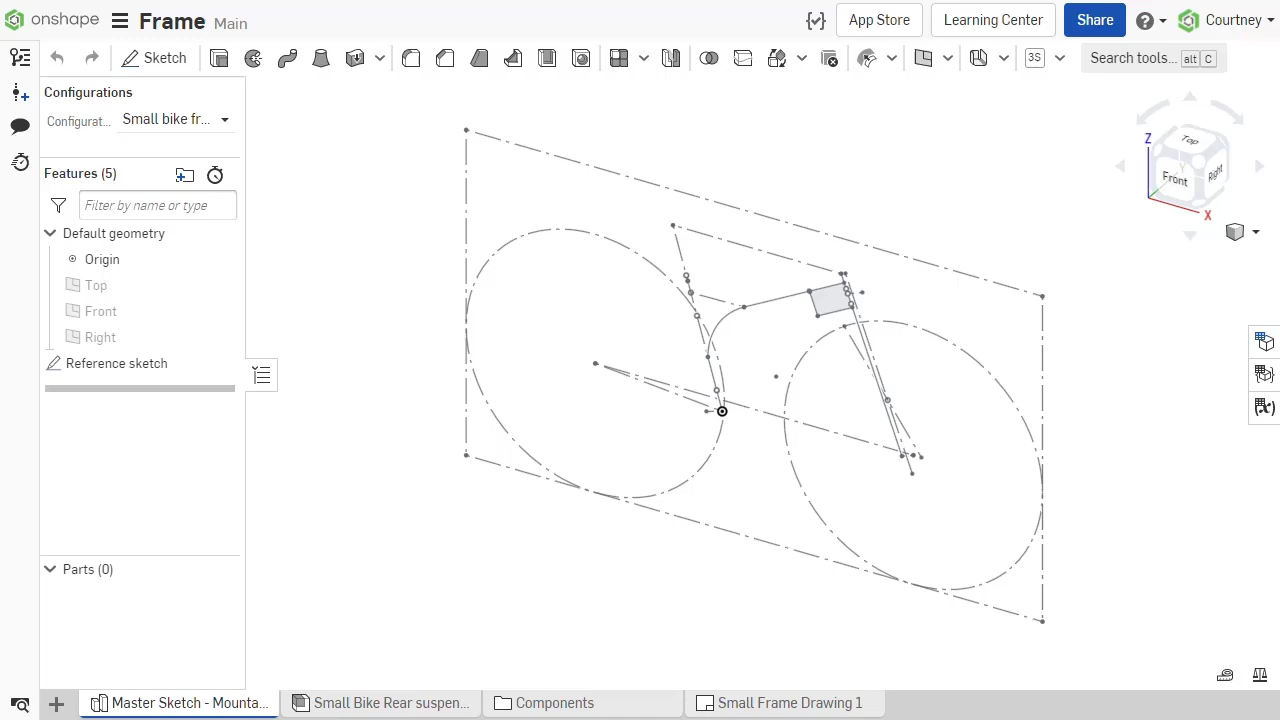 onshape
Frame Main
App Store
Learning Center
Share
Courtney
Sketch
3S
Search tools... alt C
Configurations
Configurat... Small bike fr...
Features (5)
Filter by name or type
Default geometry
Origin
Top
Front
Right
Reference sketch
Parts (0)
Z
Top
Y
Front
Right
X
(x)
Master Sketch - Mounta...
Small Bike Rear suspen...
Components
Small Frame Drawing 1